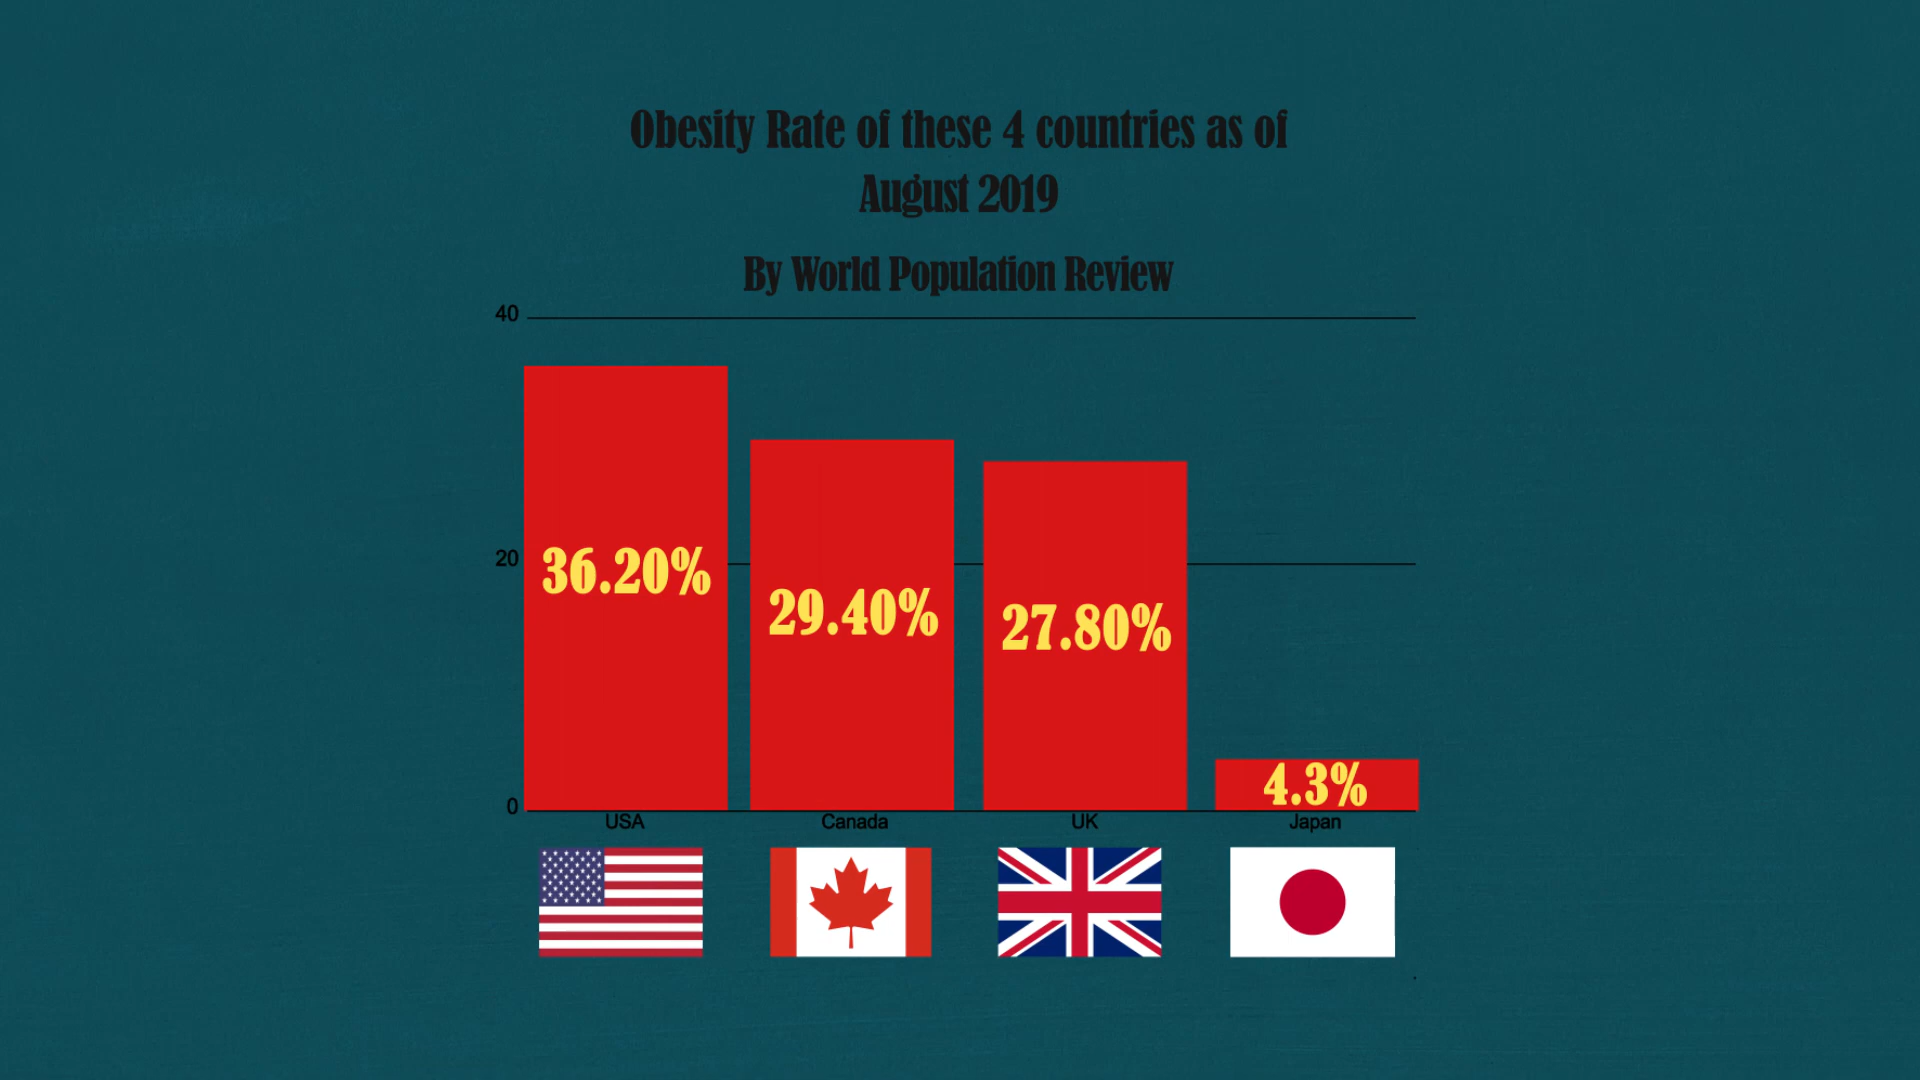 Obesity Rate of these 4 countries as of
August 2019
By World Population Review
40
20
0
36.20%
29.40%
27.80%
4.3%
USA
Canada
UK
Japan